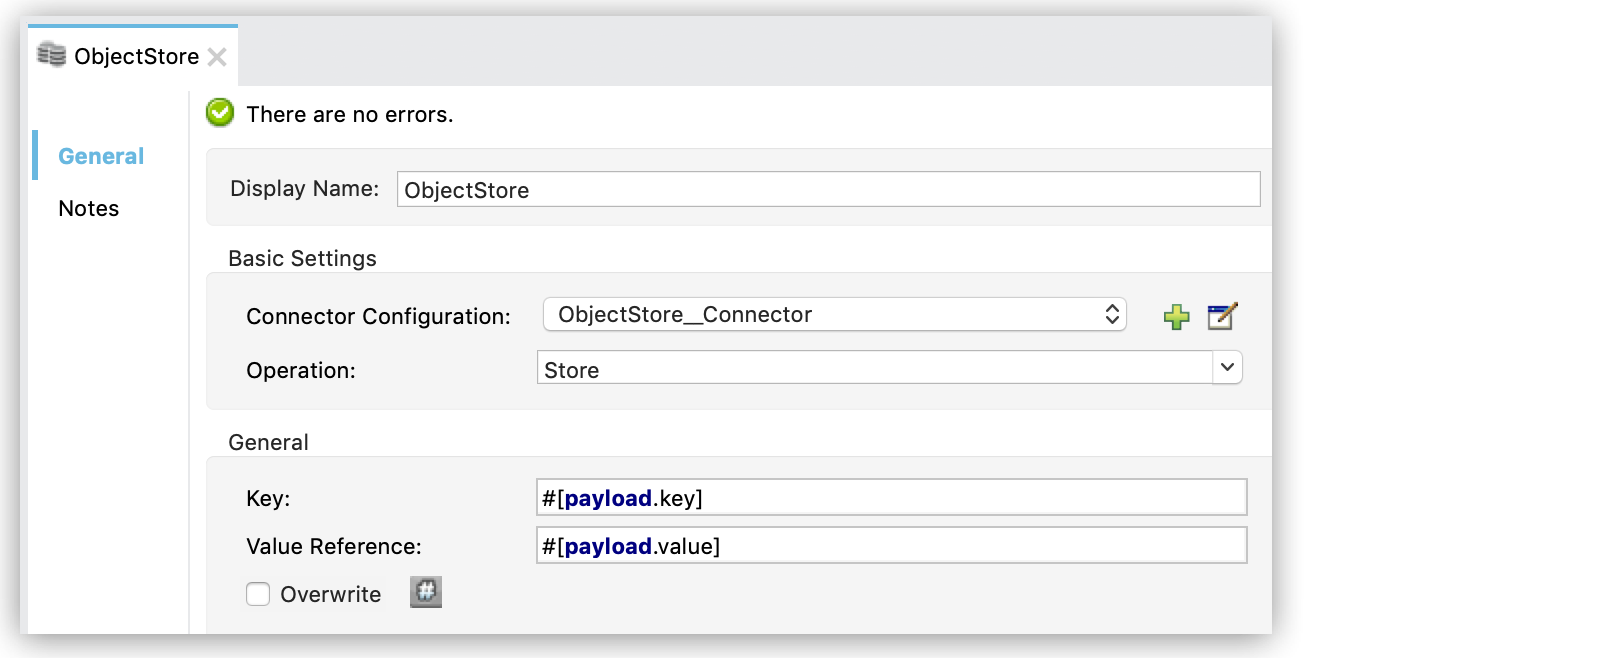 ObjectStore
There are no errors.
General
Notes
Display Name: ObjectStore
Basic Settings
Connector Configuration: ObjectStore__Connector
Operation: Store
General
Key: #[payload.key]
Value Reference: #[payload.value]
Overwrite #